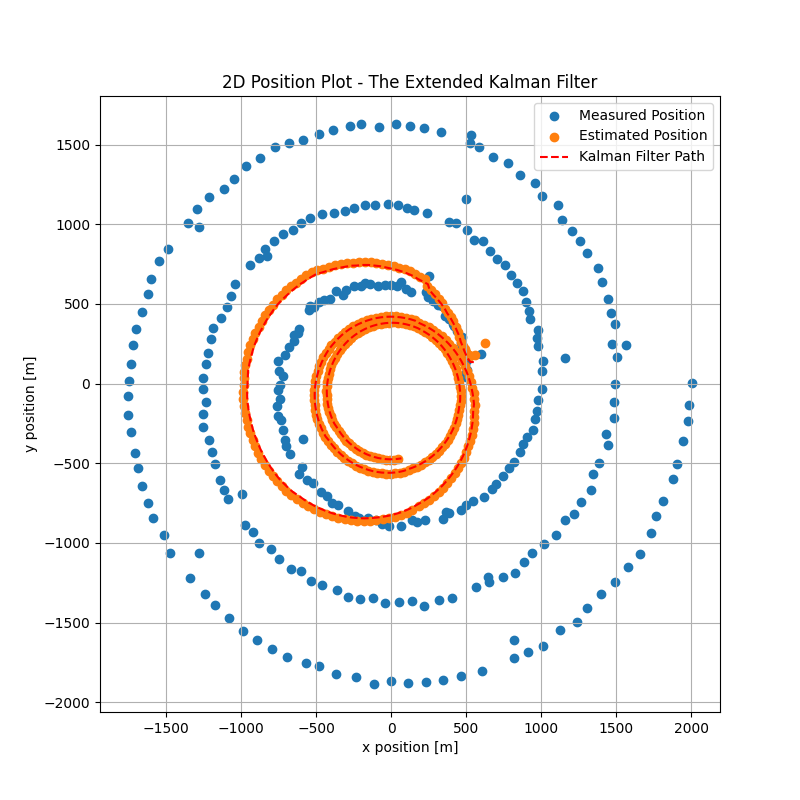 2D Position Plot - The Extended Kalman Filter
Measured Position
Estimated Position
Kalman Filter Path
1500
1000
500
0
−500
−1000
−1500
−2000
y position [m]
−1500 −1000 −500 0 500 1000 1500 2000
x position [m]